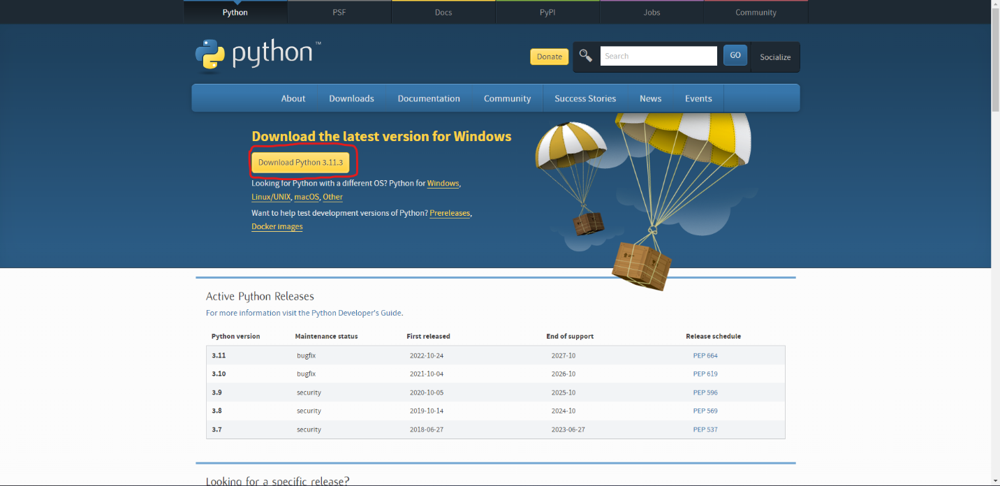 Python PSF Docs PyPI Jobs Community
python™
Donate Search GO Socialize
About Downloads Documentation Community Success Stories News Events
Download the latest version for Windows
Download Python 3.11.3
Looking for Python with a different OS? Python for Windows,
Linux/UNIX, macOS, Other
Want to help test development versions of Python? Prereleases,
Docker images
Active Python Releases
For more information visit the Python Developer's Guide.
Python version Maintenance status First released End of support Release schedule
3.11 bugfix 2022-10-24 2027-10 PEP 664
3.10 bugfix 2021-10-04 2026-10 PEP 619
3.9 security 2020-10-05 2025-10 PEP 596
3.8 security 2019-10-14 2024-10 PEP 569
3.7 security 2018-06-27 2023-06-27 PEP 537
Looking for a specific release?